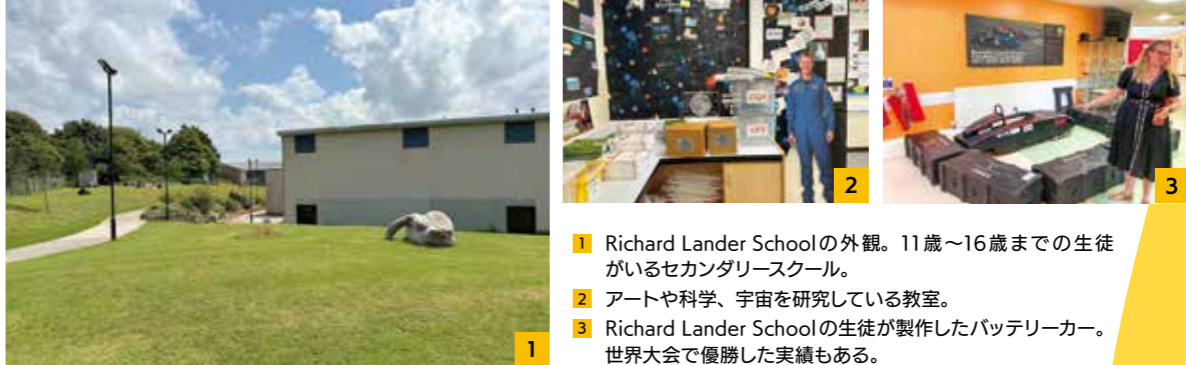 1
2
3
1 Richard Lander Schoolの外観。11歳〜16歳までの生徒
がいるセカンダリースクール。
2 アートや科学、宇宙を研究している教室。
3 Richard Lander Schoolの生徒が製作したバッテリーカー。
世界大会で優勝した実績もある。